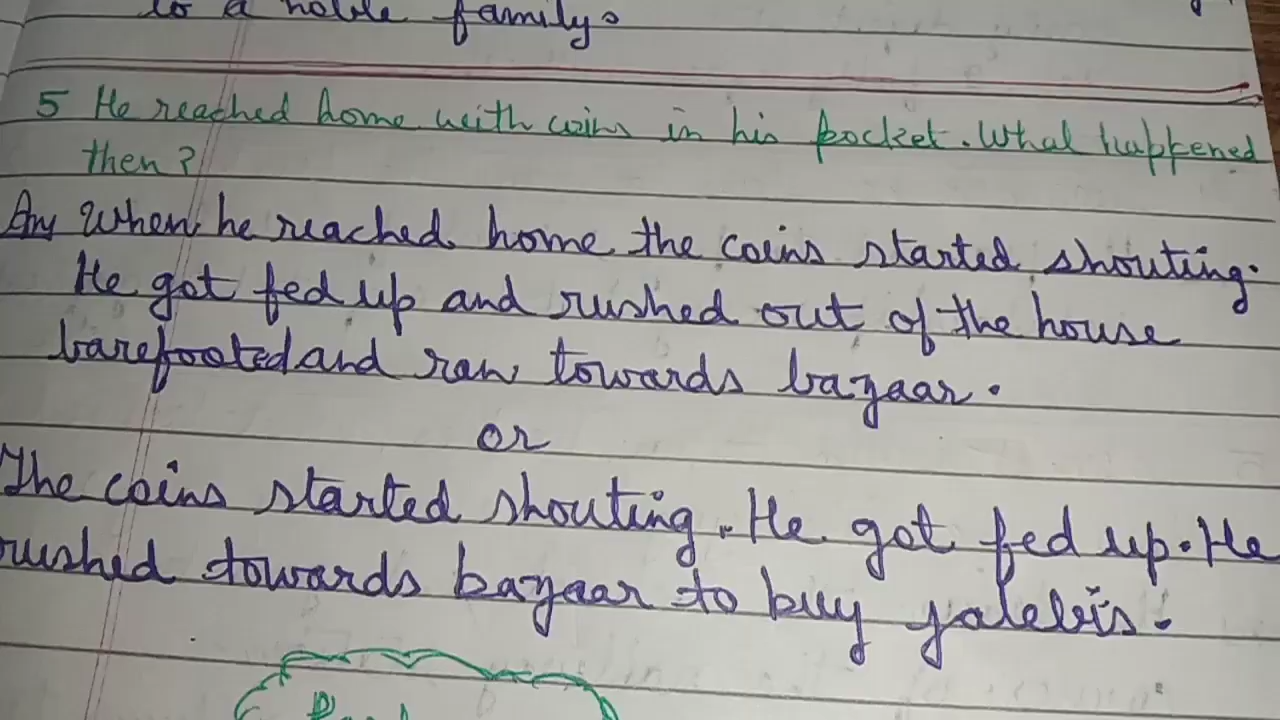 to a noble family.
5 He reached home with coins in his pocket. What happened
then?
Ans When he reached home the coins started shouting.
He got fed up and rushed out of the house
barefooted and ran towards bazaar.
or
The coins started shouting. He got fed up. He
rushed towards bazaar to buy jalebis.